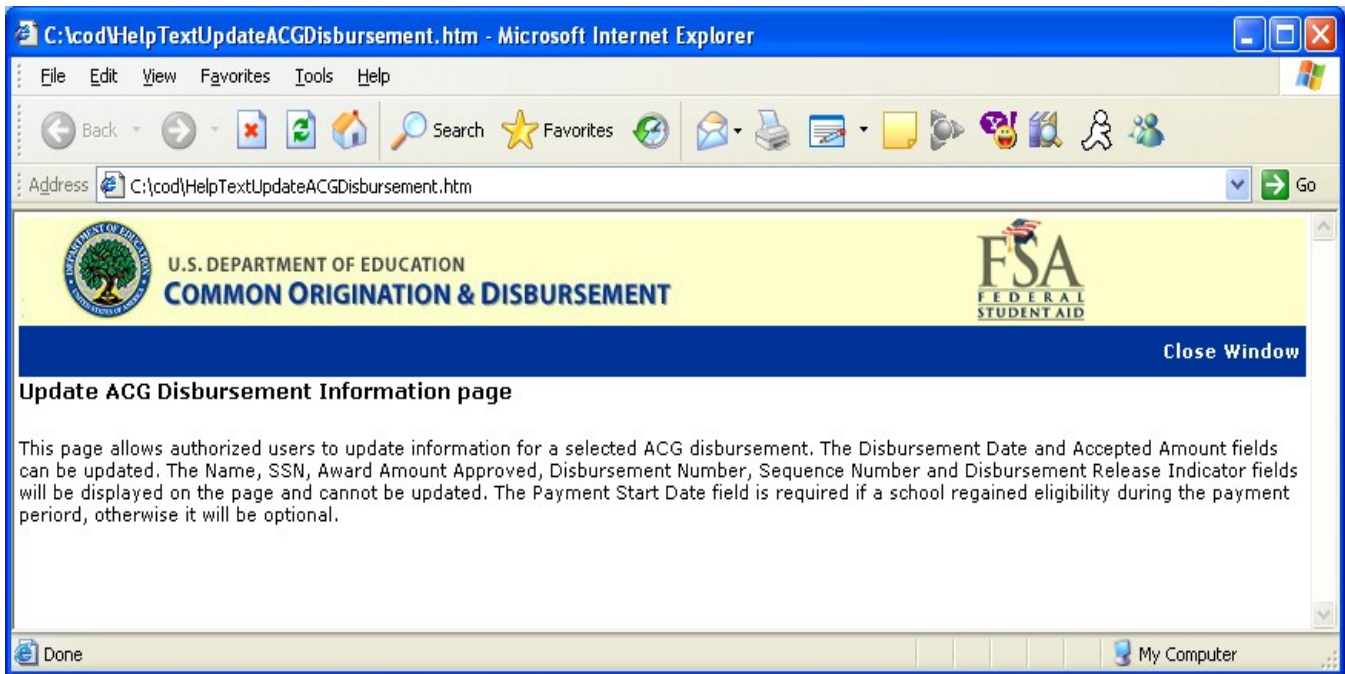 C:\cod\HelpTextUpdateACGDisbursement.htm - Microsoft Internet Explorer
File Edit View Favorites Tools Help
Back Search Favorites
Address C:\cod\HelpTextUpdateACGDisbursement.htm Go
U.S. DEPARTMENT OF EDUCATION
COMMON ORIGINATION & DISBURSEMENT
FSA
FEDERAL
STUDENT AID
Close Window
Update ACG Disbursement Information page
This page allows authorized users to update information for a selected ACG disbursement. The Disbursement Date and Accepted Amount fields
can be updated. The Name, SSN, Award Amount Approved, Disbursement Number, Sequence Number and Disbursement Release Indicator fields
will be displayed on the page and cannot be updated. The Payment Start Date field is required if a school regained eligibility during the payment
periord, otherwise it will be optional.
Done My Computer